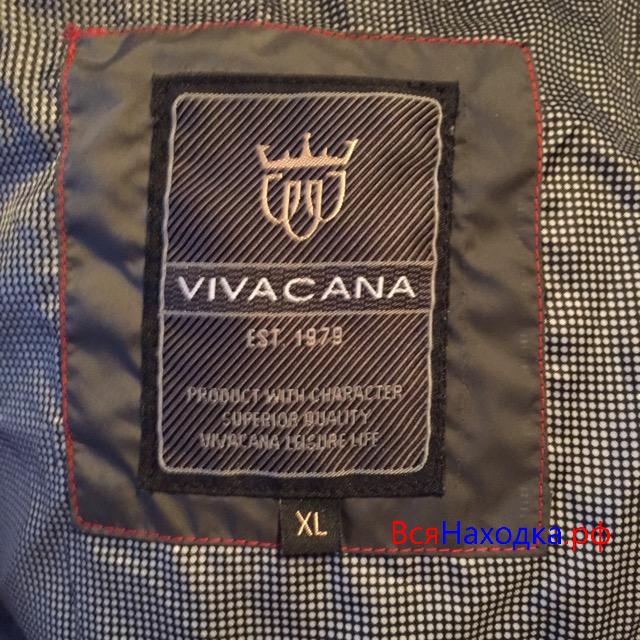 VIVACANA
EST. 1979
PRODUCT WITH CHARACTER
SUPERIOR QUALITY
VIVACANA LEISURE LIFE
XL
ВсяНаходка.рф